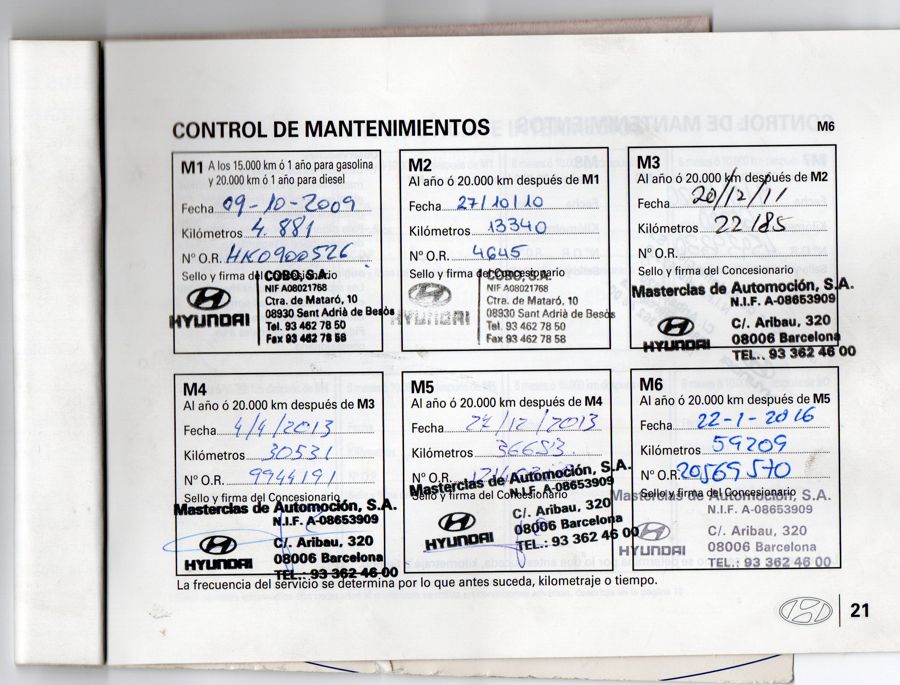 CONTROL DE MANTENIMIENTOS
M6
M1 A los 15.000 km ó 1 año para gasolina
y 20.000 km ó 1 año para diesel
Fecha 09-10-2009
Kilómetros 4.881
Nº O.R. HK0900526
Sello y firma del Concesionario
COBO, S.A.
NIF A08021768
Ctra. de Mataró, 10
08930 Sant Adrià de Besòs
Tel. 93 462 78 50
Fax 93 462 78 58
HYUNDAI
M2
Al año ó 20.000 km después de M1
Fecha 27/10/10
Kilómetros 13340
Nº O.R. 4645
Sello y firma del Concesionario
COBO, S.A.
NIF A08021768
Ctra. de Mataró, 10
08930 Sant Adrià de Besòs
Tel. 93 462 78 50
Fax 93 462 78 58
HYUNDAI
M3
Al año ó 20.000 km después de M2
Fecha 20/12/11
Kilómetros 22185
Nº O.R.
Sello y firma del Concesionario
Masterclas de Automoción, S.A.
N.I.F. A-08653909
C/. Aribau, 320
08006 Barcelona
TEL.: 93 362 46 00
HYUNDAI
M4
Al año ó 20.000 km después de M3
Fecha 4/4/2013
Kilómetros 30531
Nº O.R. 9944191
Sello y firma del Concesionario
Masterclas de Automoción, S.A.
N.I.F. A-08653909
C/. Aribau, 320
08006 Barcelona
TEL.: 93 362 46 00
HYUNDAI
M5
Al año ó 20.000 km después de M4
Fecha 24/12/2013
Kilómetros 36653
Nº O.R.
Sello y firma del Concesionario
Masterclas de Automoción, S.A.
N.I.F. A-08653909
C/. Aribau, 320
08006 Barcelona
TEL.: 93 362 46 00
HYUNDAI
M6
Al año ó 20.000 km después de M5
Fecha 22-1-2016
Kilómetros 59209
Nº O.R. 20569570
Sello y firma del Concesionario
Masterclas de Automoción, S.A.
N.I.F. A-08653909
C/. Aribau, 320
08006 Barcelona
TEL.: 93 362 46 00
HYUNDAI
La frecuencia del servicio se determina por lo que antes suceda, kilometraje o tiempo.
21